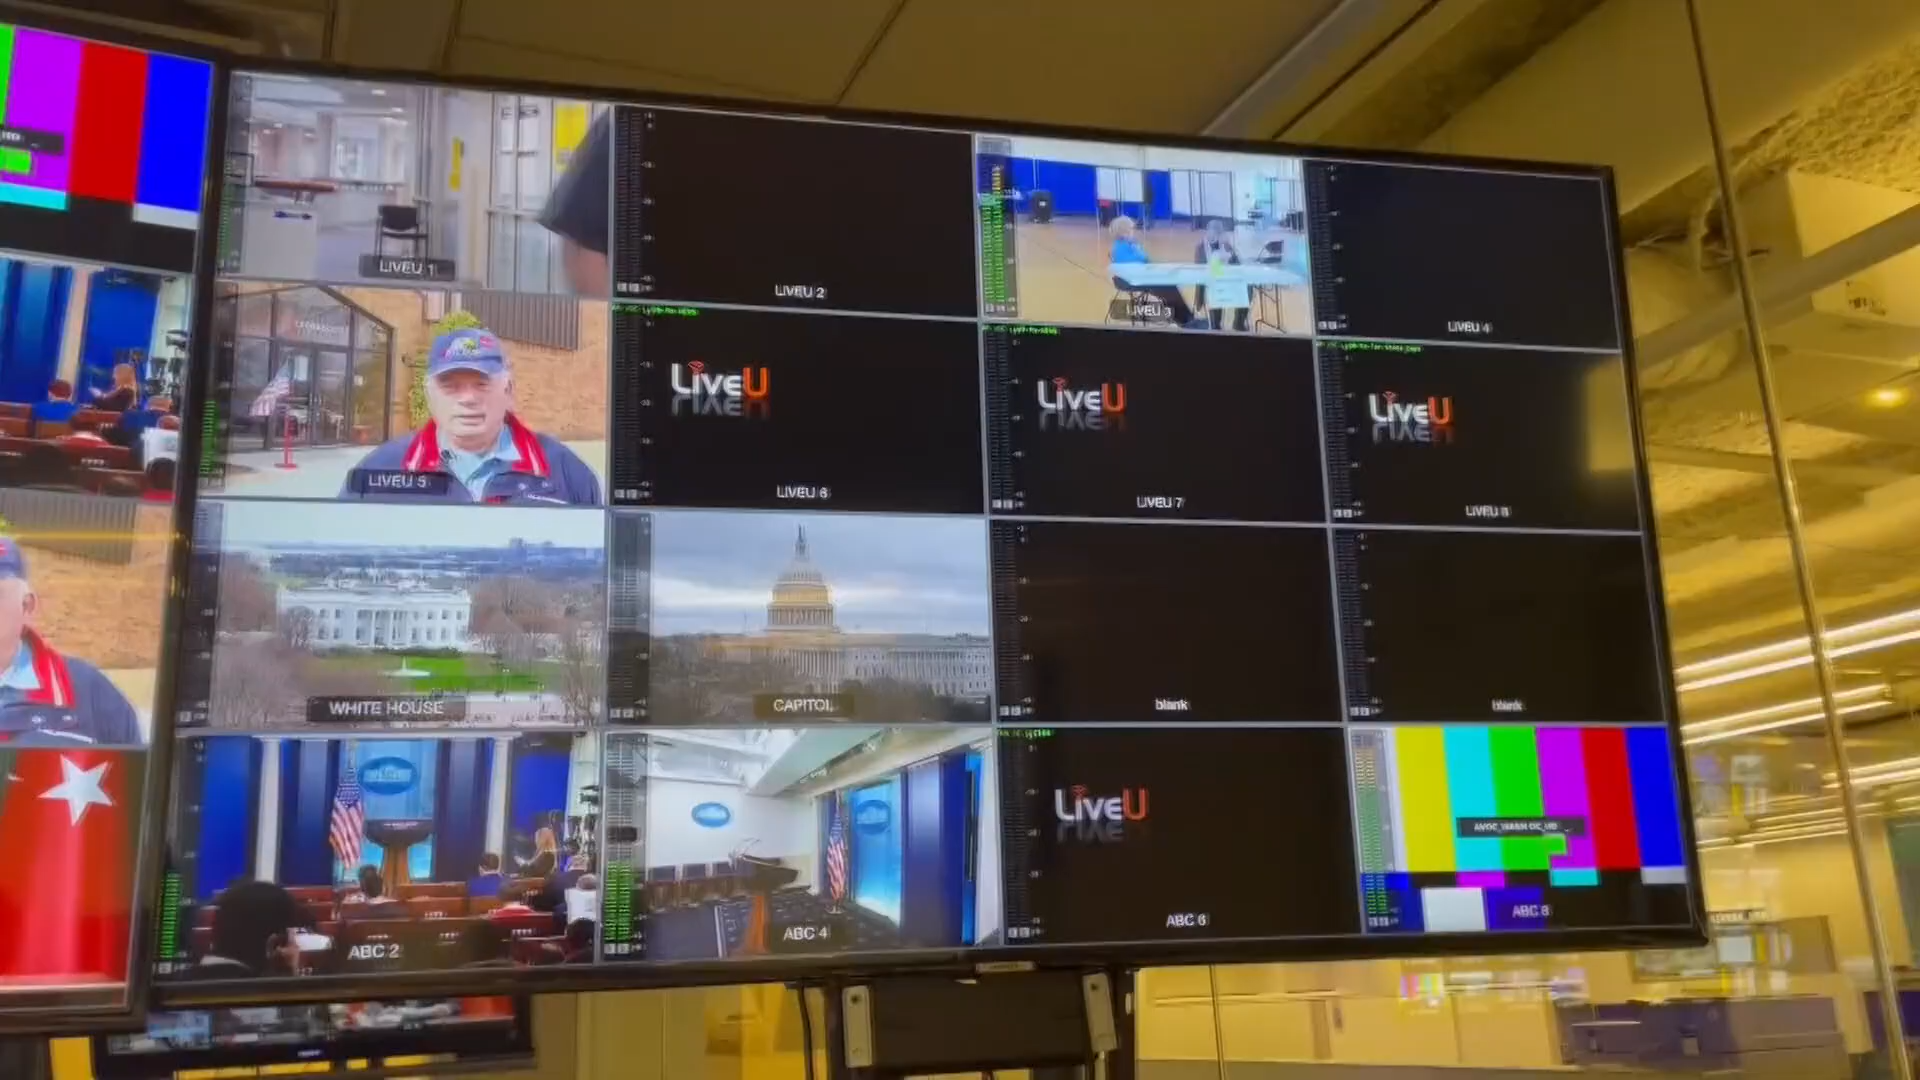 LIVEU 1
LIVEU 2
LIVEU 3
LIVEU 4
LIVEU 5
LiveU
LIVEU 6
LiveU
LIVEU 7
LiveU
LIVEU 8
WHITE HOUSE
CAPITOL
blank
blank
ABC 2
ABC 4
LiveU
ABC 6
ABC 8